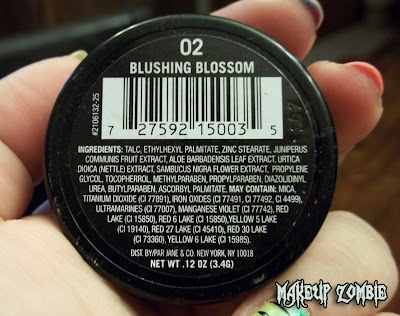 02
BLUSHING BLOSSOM
#2106132-25
7 27592 15003 5
INGREDIENTS: TALC, ETHYLHEXYL PALMITATE, ZINC STEARATE, JUNIPERUS
COMMUNIS FRUIT EXTRACT, ALOE BARBADENSIS LEAF EXTRACT, URTICA
DIOICA (NETTLE) EXTRACT, SAMBUCUS NIGRA FLOWER EXTRACT, PROPYLENE
GLYCOL, TOCOPHEROL, METHYLPARABEN, PROPYLPARABEN, DIAZOLIDINYL
UREA, BUTYLPARABEN, ASCORBYL PALMITATE. MAY CONTAIN: MICA,
TITANIUM DIOXIDE (CI 77891), IRON OXIDES (CI 77491, CI 77492, CI 4499),
ULTRAMARINES (CI 77007), MANGANESE VIOLET (CI 77742), RED
LAKE (CI 15850), RED 6 LAKE (CI 15850), YELLOW 5 LAKE
(CI 19140), RED 27 LAKE (CI 45410), RED 30 LAKE
(CI 73360), YELLOW 6 LAKE (CI 15985).
DIST. BY/PAR JANE & CO. NEW YORK, NY 10018
NET WT. .12 OZ (3.4G)
MAKEUP ZOMBIE